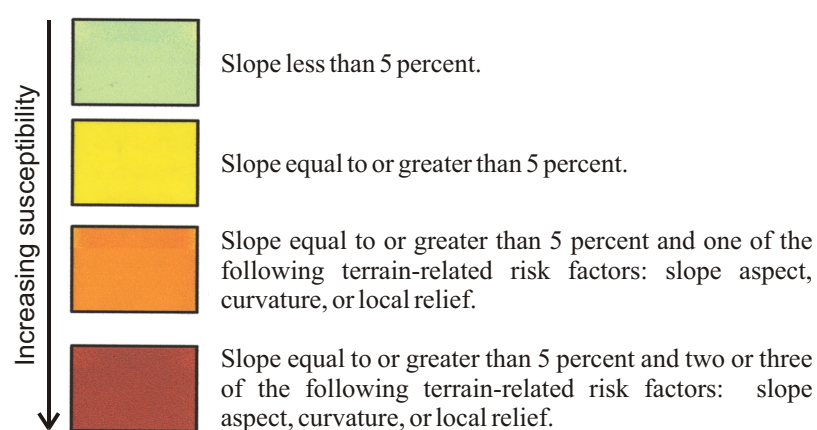 Increasing susceptibility
Slope less than 5 percent.
Slope equal to or greater than 5 percent.
Slope equal to or greater than 5 percent and one of the
following terrain-related risk factors: slope aspect,
curvature, or local relief.
Slope equal to or greater than 5 percent and two or three
of the following terrain-related risk factors: slope
aspect, curvature, or local relief.